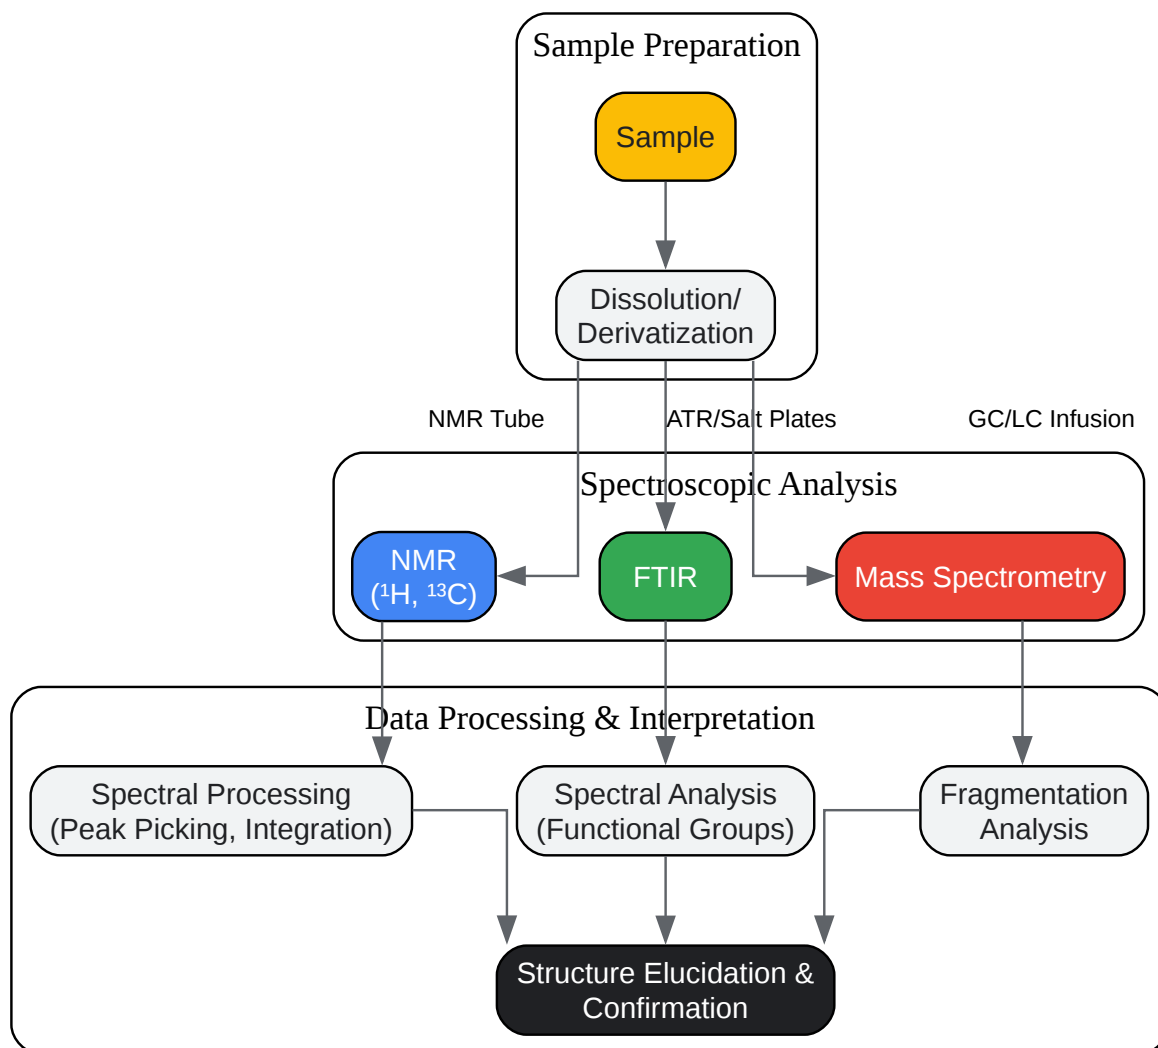 Sample Preparation
Sample
Dissolution/
Derivatization
NMR Tube
ATR/Salt Plates
GC/LC Infusion
Spectroscopic Analysis
NMR
(¹H, ¹³C)
FTIR
Mass Spectrometry
Data Processing & Interpretation
Spectral Processing
(Peak Picking, Integration)
Spectral Analysis
(Functional Groups)
Fragmentation
Analysis
Structure Elucidation &
Confirmation